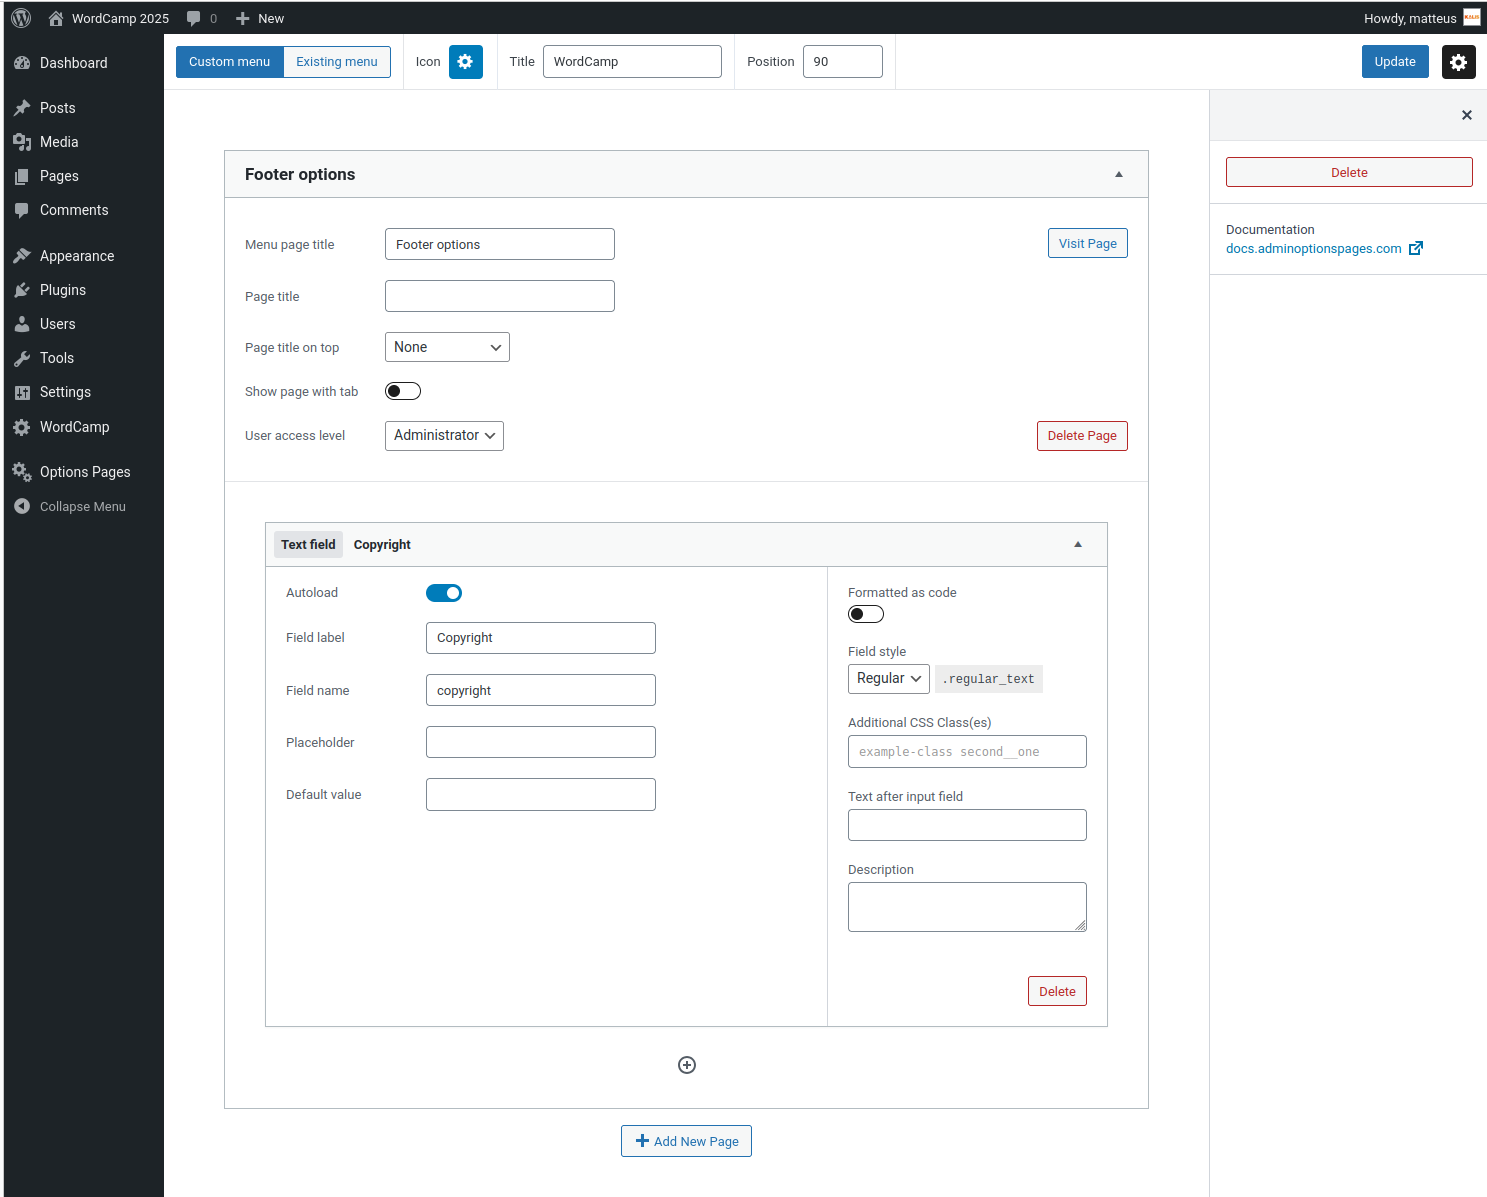 WordCamp 2025
0
New
Howdy, matteus
Dashboard
Posts
Media
Pages
Comments
Appearance
Plugins
Users
Tools
Settings
WordCamp
Options Pages
Collapse Menu
Custom menu
Existing menu
Icon
Title
WordCamp
Position
90
Update
Footer options
Menu page title
Footer options
Visit Page
Page title
Page title on top
None
Show page with tab
User access level
Administrator
Delete Page
Text field
Copyright
Autoload
Field label
Copyright
Field name
copyright
Placeholder
Default value
Formatted as code
Field style
Regular
.regular_text
Additional CSS Class(es)
example-class second__one
Text after input field
Description
Delete
Add New Page
Delete
Documentation
docs.adminoptionspages.com